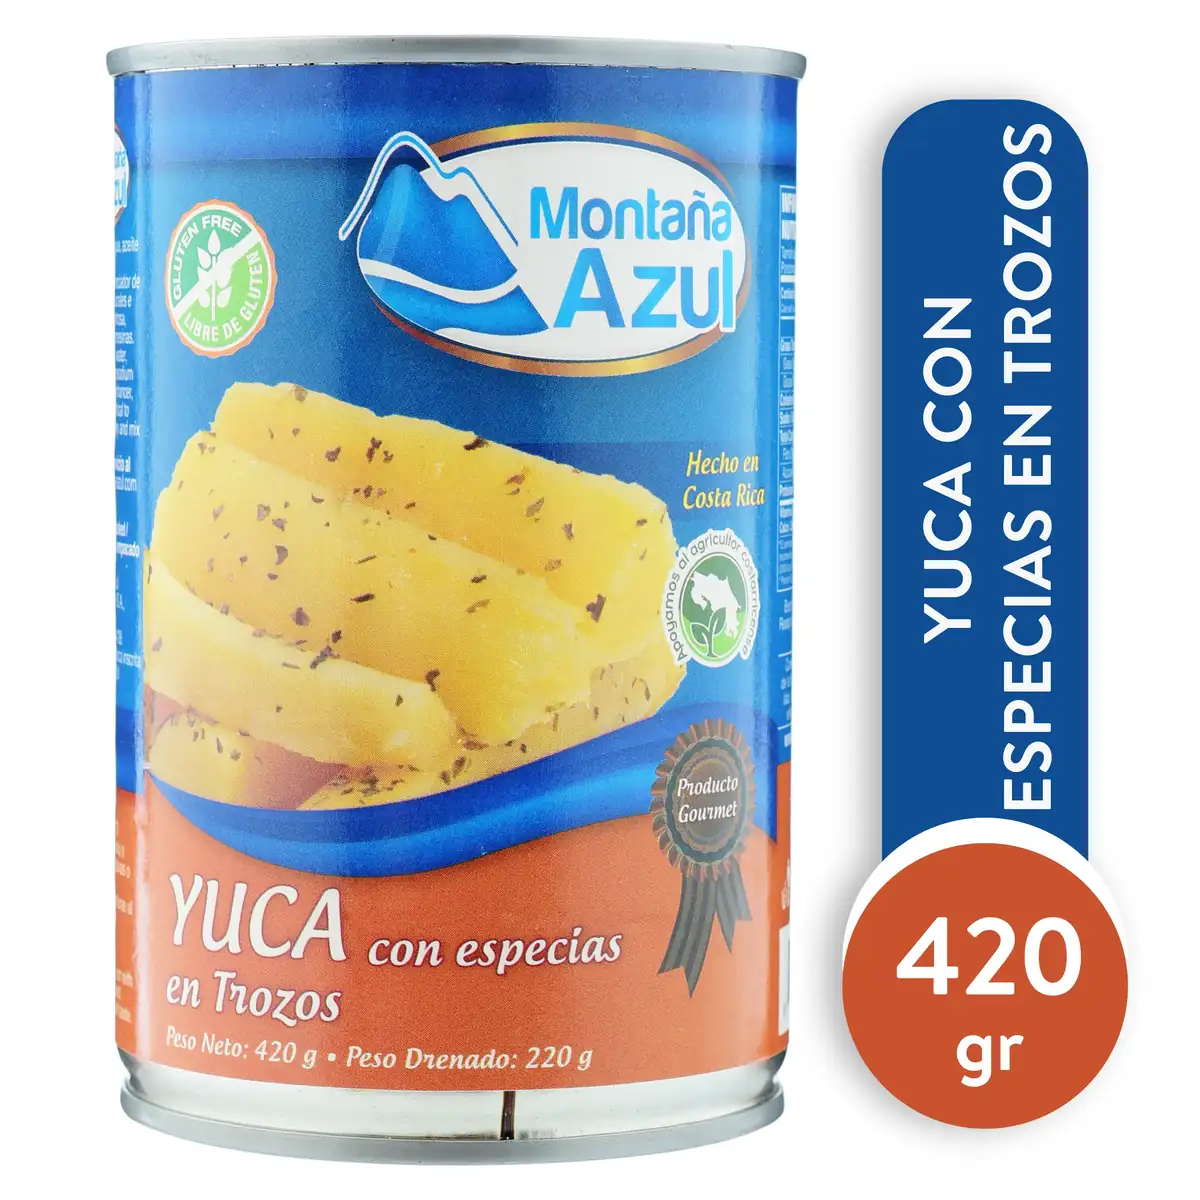 Montaña
Azul
GLUTEN FREE
LIBRE DE GLUTEN
Hecho en
Costa Rica
Apoyamos al agricultor costarricense
Producto
Gourmet
YUCA con especias
en Trozos
Peso Neto: 420 g • Peso Drenado: 220 g
YUCA CON
ESPECIAS EN TROZOS
420
gr